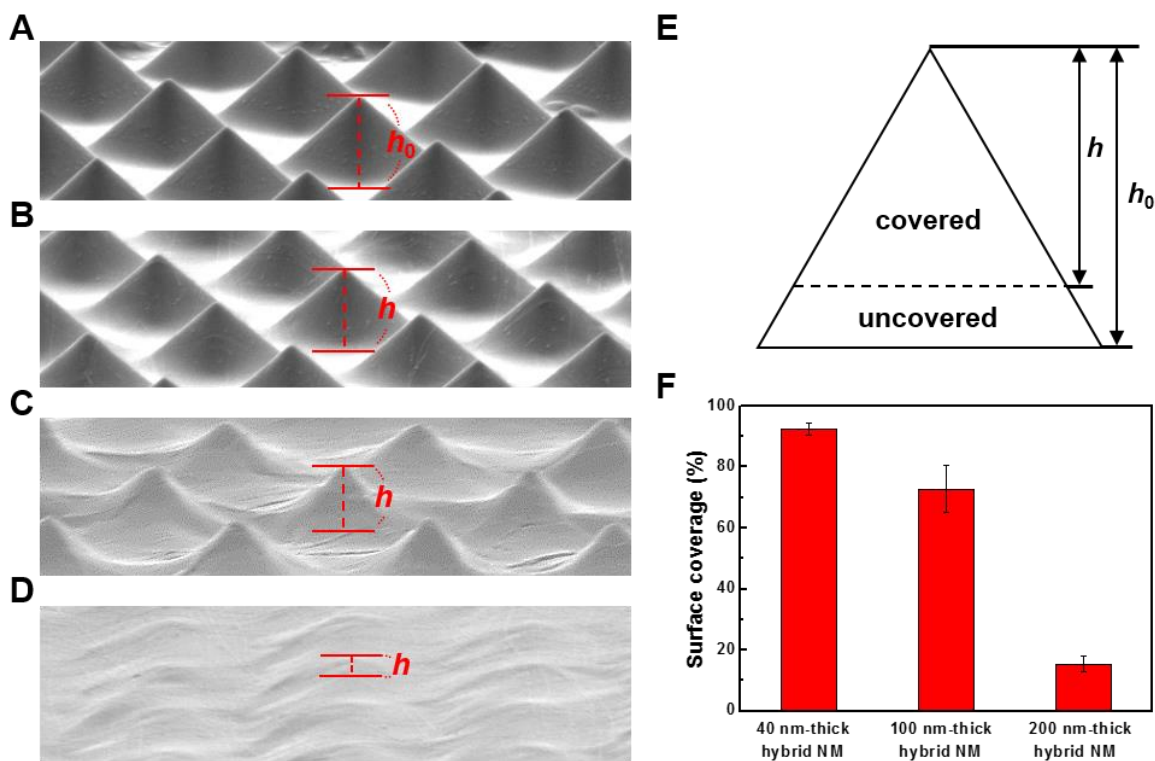 A
h0
B
h
C
h
D
h
E
h
h0
covered
uncovered
F
100
80
60
40
20
0
Surface coverage (%)
40 nm-thick
hybrid NM
100 nm-thick
hybrid NM
200 nm-thick
hybrid NM